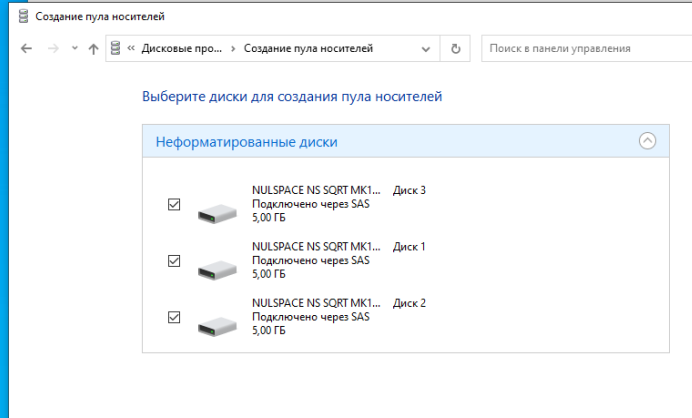 Создание пула носителей
« Дисковые про... › Создание пула носителей
Поиск в панели управления
Выберите диски для создания пула носителей
Неформатированные диски
NULSPACE NS SQRT MK1... Диск 3
Подключено через SAS
5,00 ГБ
NULSPACE NS SQRT MK1... Диск 1
Подключено через SAS
5,00 ГБ
NULSPACE NS SQRT MK1... Диск 2
Подключено через SAS
5,00 ГБ